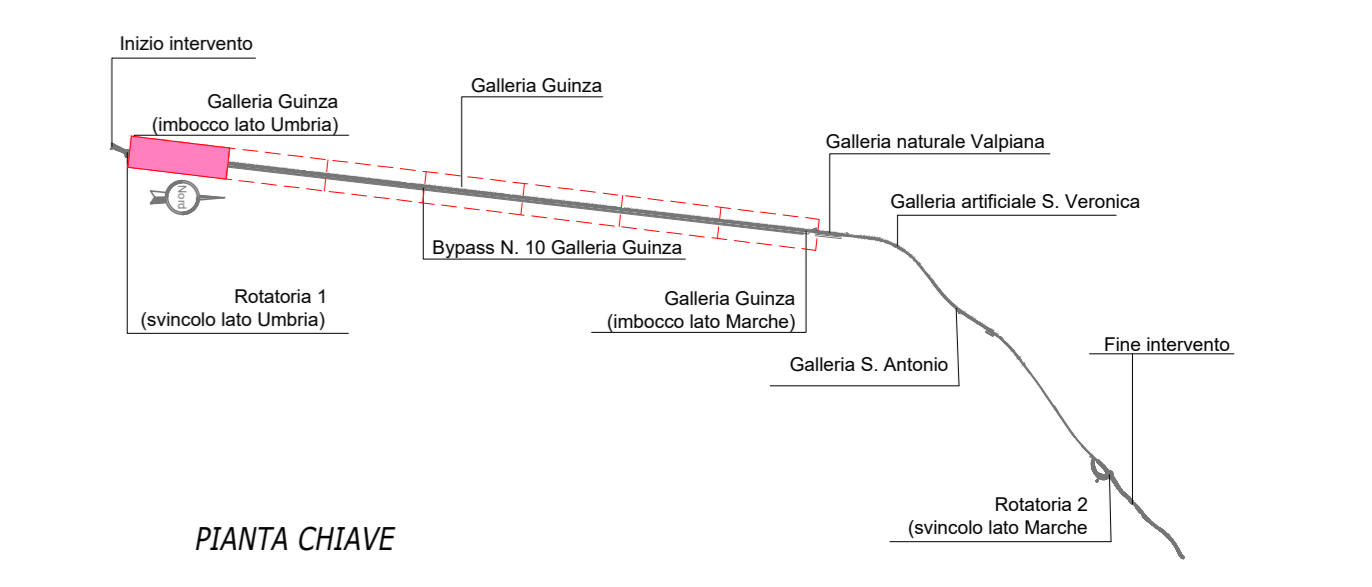 Inizio intervento
Galleria Guinza
Galleria Guinza
(imbocco lato Umbria)
Galleria naturale Valpiana
Nord
Galleria artificiale S. Veronica
Bypass N. 10 Galleria Guinza
Rotatoria 1
(svincolo lato Umbria)
Galleria Guinza
(imbocco lato Marche)
Fine intervento
Galleria S. Antonio
Rotatoria 2
(svincolo lato Marche
PIANTA CHIAVE